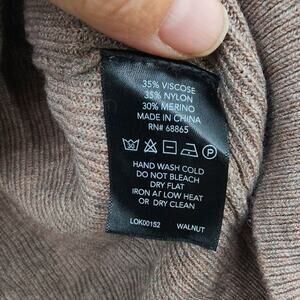 35% VISCOSE
35% NYLON
30% MERINO
MADE IN CHINA
RN# 68865
P
HAND WASH COLD
DO NOT BLEACH
DRY FLAT
IRON AT LOW HEAT
OR DRY CLEAN
LOK00152 WALNUT